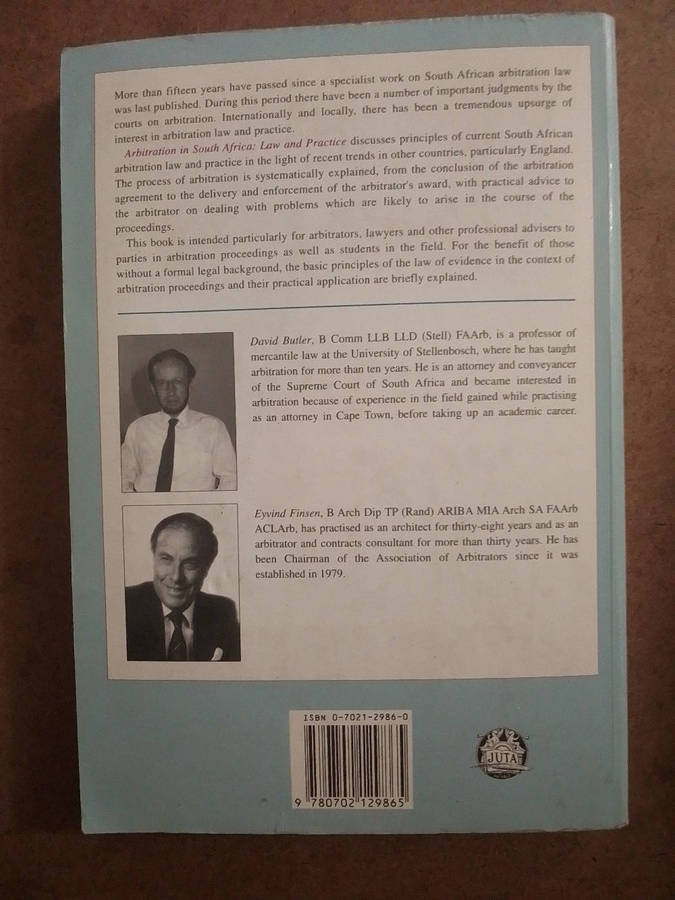 More than fifteen years have passed since a specialist work on South African arbitration law
was last published. During this period there have been a number of important judgments by the
courts on arbitration. Internationally and locally, there has been a tremendous upsurge of
interest in arbitration law and practice.
Arbitration in South Africa: Law and Practice discusses principles of current South African
arbitration law and practice in the light of recent trends in other countries, particularly England.
The process of arbitration is systematically explained, from the conclusion of the arbitration
agreement to the delivery and enforcement of the arbitrator's award, with practical advice to
the arbitrator on dealing with problems which are likely to arise in the course of the
proceedings.
This book is intended particularly for arbitrators, lawyers and other professional advisers to
parties in arbitration proceedings as well as students in the field. For the benefit of those
without a formal legal background, the basic principles of the law of evidence in the context of
arbitration proceedings and their practical application are briefly explained.
David Butler, B Comm LLB LLD (Stell) FAArb, is a professor of
mercantile law at the University of Stellenbosch, where he has taught
arbitration for more than ten years. He is an attorney and conveyancer
of the Supreme Court of South Africa and became interested in
arbitration because of experience in the field gained while practising
as an attorney in Cape Town, before taking up an academic career.
Eyvind Finsen, B Arch Dip TP (Rand) ARIBA MIA Arch SA FAArb
ACLArb, has practised as an architect for thirty-eight years and as an
arbitrator and contracts consultant for more than thirty years. He has
been Chairman of the Association of Arbitrators since it was
established in 1979.
ISBN 0-7021-2986-0
9 780702 129865
JUTA